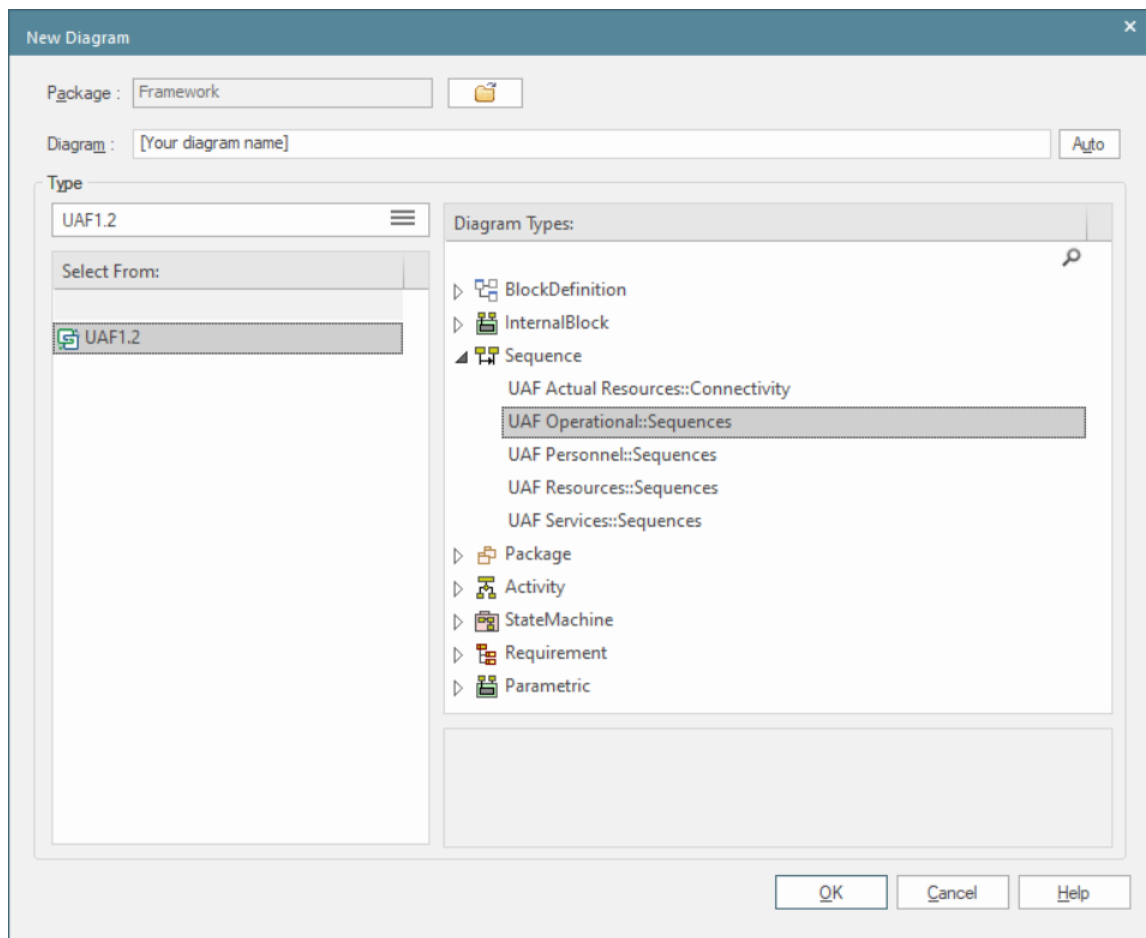 New Diagram
Package : Framework
Diagram : [Your diagram name] Auto
Type
UAF1.2
Diagram Types:
Select From:
UAF1.2
BlockDefinition
InternalBlock
Sequence
UAF Actual Resources::Connectivity
UAF Operational::Sequences
UAF Personnel::Sequences
UAF Resources::Sequences
UAF Services::Sequences
Package
Activity
StateMachine
Requirement
Parametric
OK Cancel Help